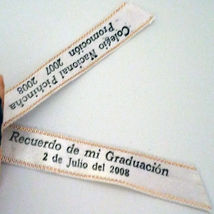 Colegio Nacional Pichincha
Promoción 2007 2008
Recuerdo de mi Graduación
2 de Julio del 2008